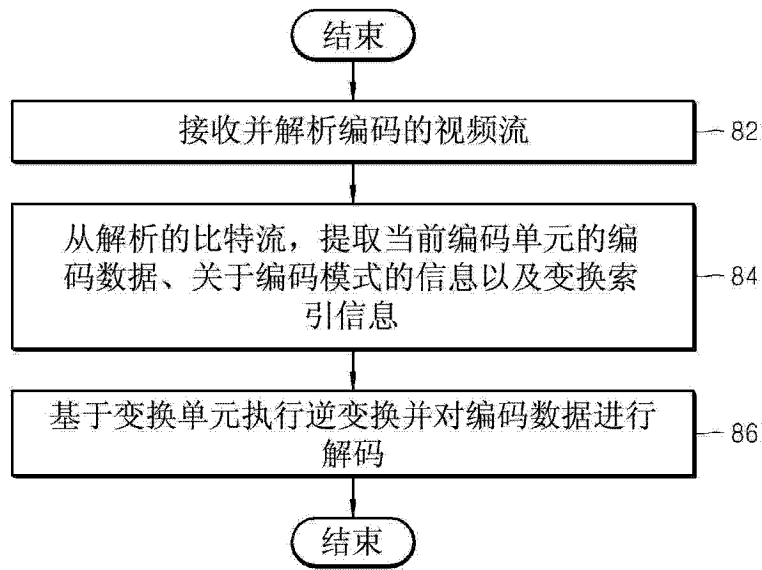 结束
接收并解析编码的视频流
82
从解析的比特流，提取当前编码单元的编
码数据、关于编码模式的信息以及变换索
引信息
84
基于变换单元执行逆变换并对编码数据进行
解码
86
结束